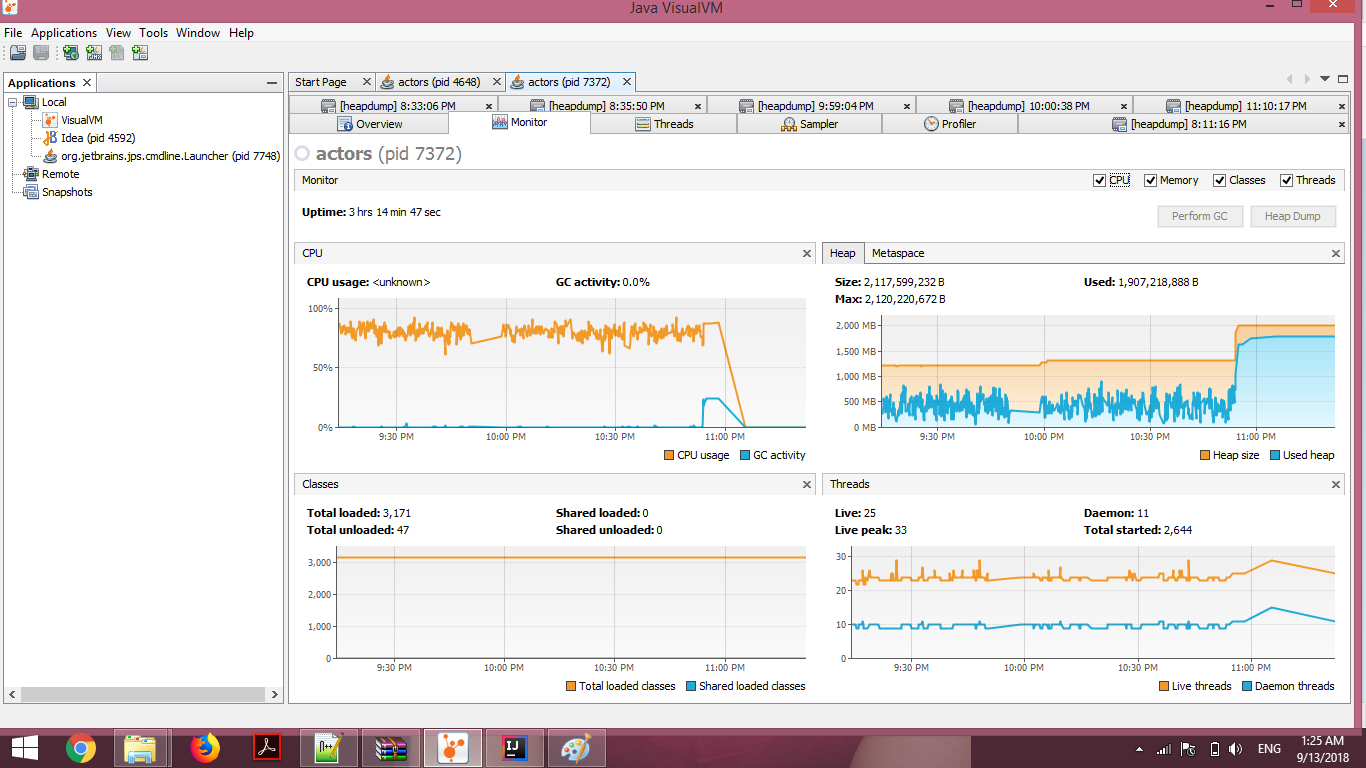 Java VisualVM
File Applications View Tools Window Help
Applications
Local
VisualVM
Idea (pid 4592)
org.jetbrains.jps.cmdline.Launcher (pid 7748)
Remote
Snapshots
Start Page actors (pid 4648) actors (pid 7372)
[heapdump] 8:33:06 PM [heapdump] 8:35:50 PM [heapdump] 9:59:04 PM [heapdump] 10:00:38 PM [heapdump] 11:10:17 PM
Overview Monitor Threads Sampler Profiler [heapdump] 8:11:16 PM
actors (pid 7372)
Monitor CPU Memory Classes Threads
Uptime: 3 hrs 14 min 47 sec Perform GC Heap Dump
CPU
CPU usage: <unknown> GC activity: 0.0%
100%
50%
0%
9:30 PM 10:00 PM 10:30 PM 11:00 PM
CPU usage GC activity
Heap Metaspace
Size: 2,117,599,232 B Used: 1,907,218,888 B
Max: 2,120,220,672 B
2,000 MB
1,500 MB
1,000 MB
500 MB
0 MB
9:30 PM 10:00 PM 10:30 PM 11:00 PM
Heap size Used heap
Classes
Total loaded: 3,171 Shared loaded: 0
Total unloaded: 47 Shared unloaded: 0
3,000
2,000
1,000
0
9:30 PM 10:00 PM 10:30 PM 11:00 PM
Total loaded classes Shared loaded classes
Threads
Live: 25 Daemon: 11
Live peak: 33 Total started: 2,644
30
20
10
0
9:30 PM 10:00 PM 10:30 PM 11:00 PM
Live threads Daemon threads
ENG 1:25 AM
9/13/2018